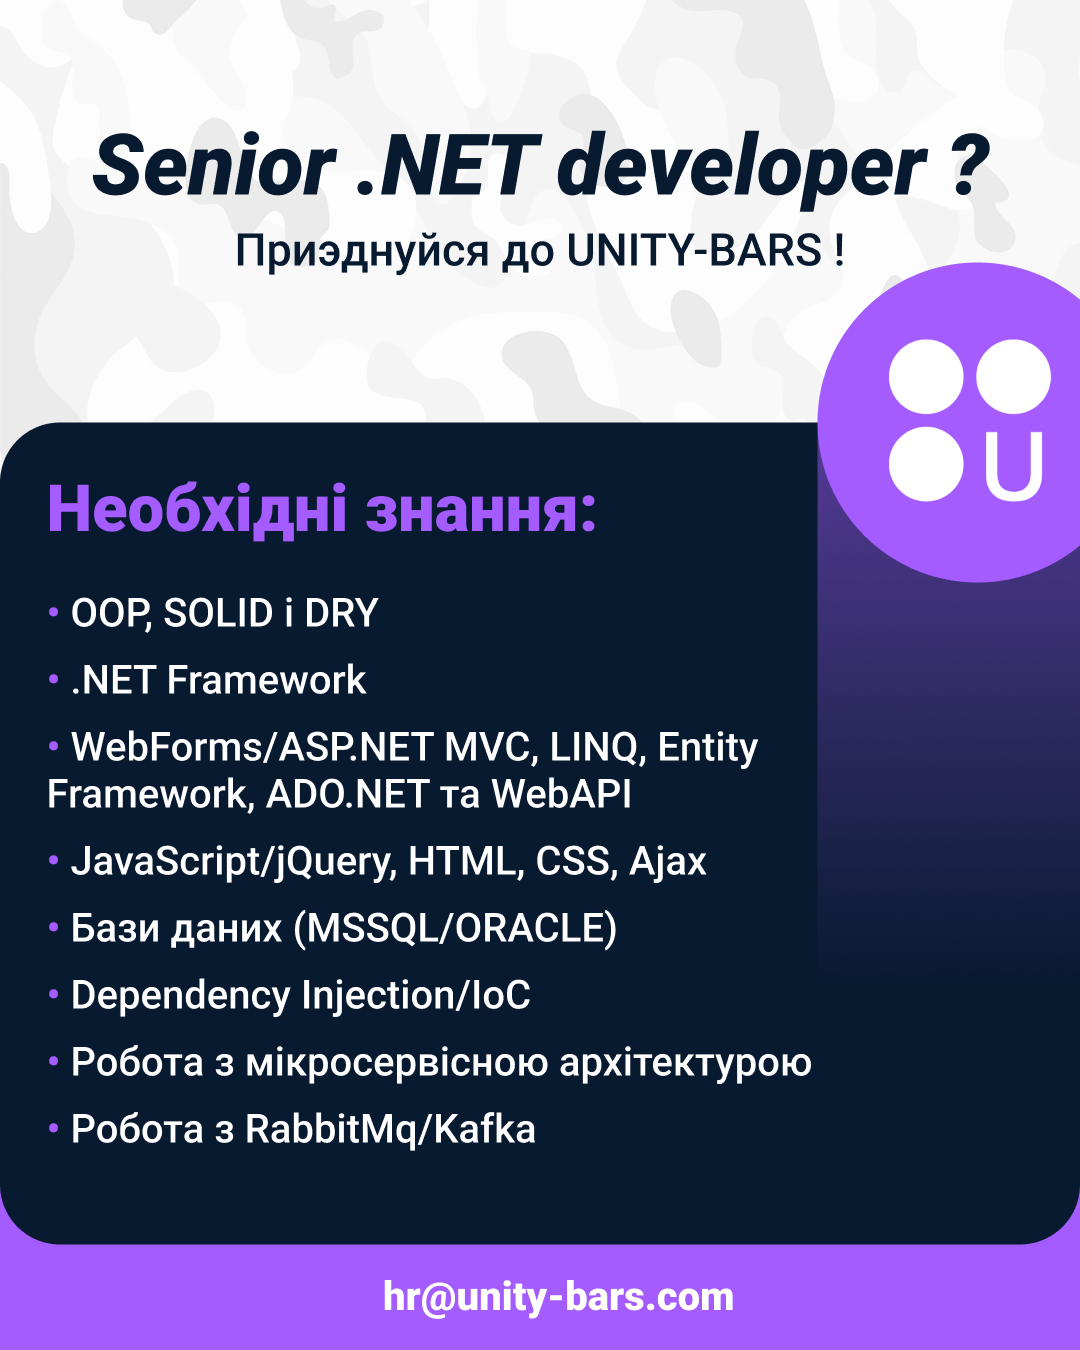 Senior .NET developer ?
Приэднуйся до UNITY-BARS !
U
Необхідні знання:
• OOP, SOLID і DRY
• .NET Framework
• WebForms/ASP.NET MVC, LINQ, Entity
Framework, ADO.NET та WebAPI
• JavaScript/jQuery, HTML, CSS, Ajax
• Бази даних (MSSQL/ORACLE)
• Dependency Injection/IoC
• Робота з мікросервісною архітектурою
• Робота з RabbitMq/Kafka
hr@unity-bars.com